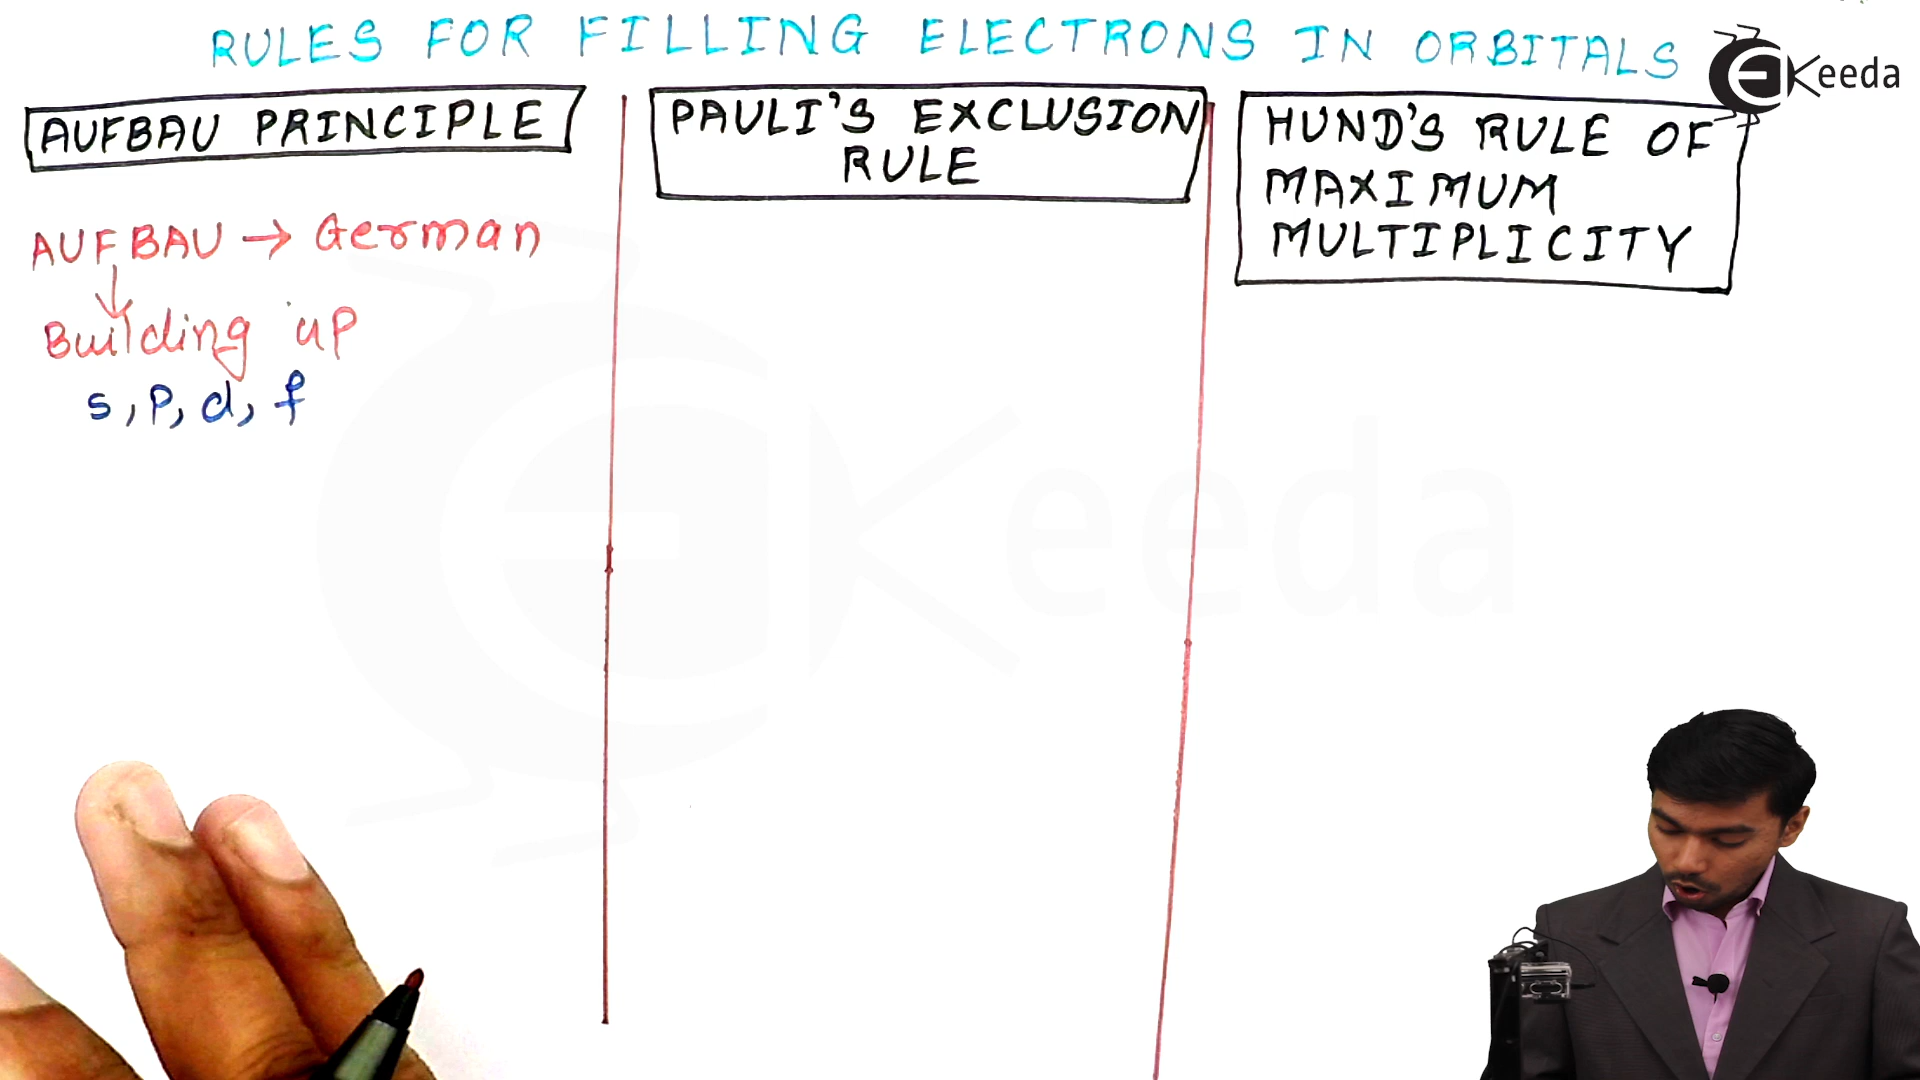 RULES FOR FILLING ELECTRONS IN ORBITALS
EKeeda
AUFBAU PRINCIPLE
AUFBAU → German
Building up
s, p, d, f
PAULI'S EXCLUSION
RULE
HUND'S RULE OF
MAXIMUM
MULTIPLICITY
Keeda